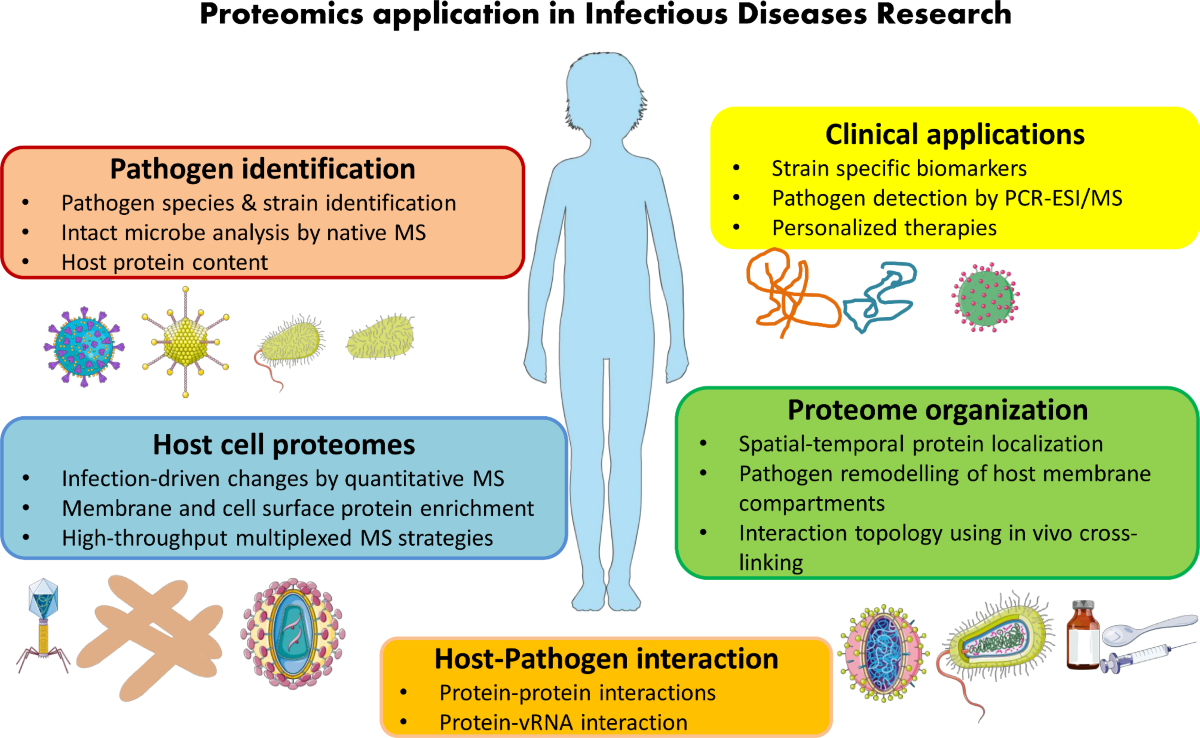 Proteomics application in Infectious Diseases Research
Pathogen identification
• Pathogen species & strain identification
• Intact microbe analysis by native MS
• Host protein content
Clinical applications
• Strain specific biomarkers
• Pathogen detection by PCR-ESI/MS
• Personalized therapies
Host cell proteomes
• Infection-driven changes by quantitative MS
• Membrane and cell surface protein enrichment
• High-throughput multiplexed MS strategies
Proteome organization
• Spatial-temporal protein localization
• Pathogen remodelling of host membrane
compartments
• Interaction topology using in vivo cross-
linking
Host-Pathogen interaction
• Protein-protein interactions
• Protein-vRNA interaction